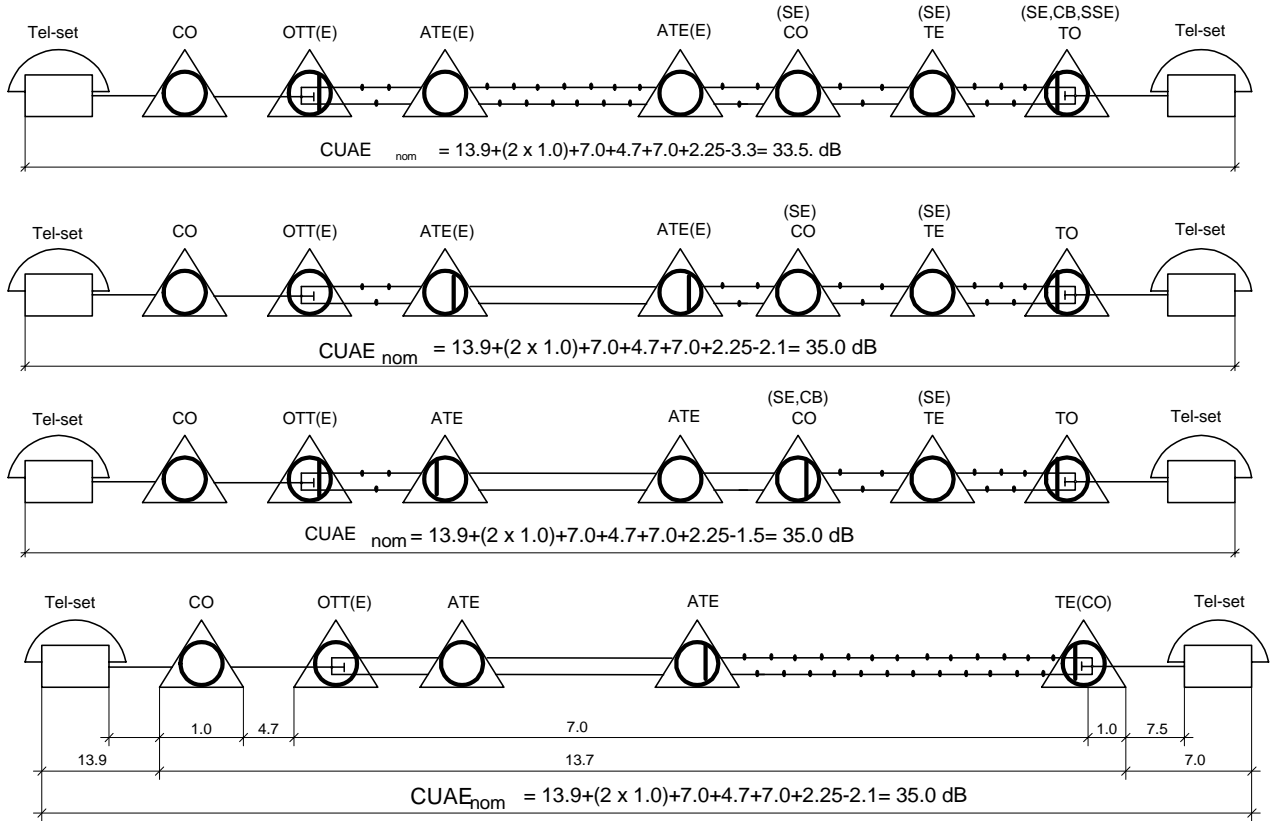 (SE) (SE) (SE,CB,SSE)
Tel-set CO OTT(E) ATE(E) ATE(E) CO TE TO Tel-set
CUAE nom = 13.9+(2 x 1.0)+7.0+4.7+7.0+2.25-3.3= 33.5. dB
(SE) (SE)
Tel-set CO OTT(E) ATE(E) ATE(E) CO TE TO Tel-set
CUAE nom = 13.9+(2 x 1.0)+7.0+4.7+7.0+2.25-2.1= 35.0 dB
(SE,CB) (SE)
Tel-set CO OTT(E) ATE ATE CO TE TO Tel-set
CUAE nom = 13.9+(2 x 1.0)+7.0+4.7+7.0+2.25-1.5= 35.0 dB
Tel-set CO OTT(E) ATE ATE TE(CO) Tel-set
1.0 4.7 7.0 1.0 7.5
13.9 13.7 7.0
CUAE nom = 13.9+(2 x 1.0)+7.0+4.7+7.0+2.25-2.1= 35.0 dB